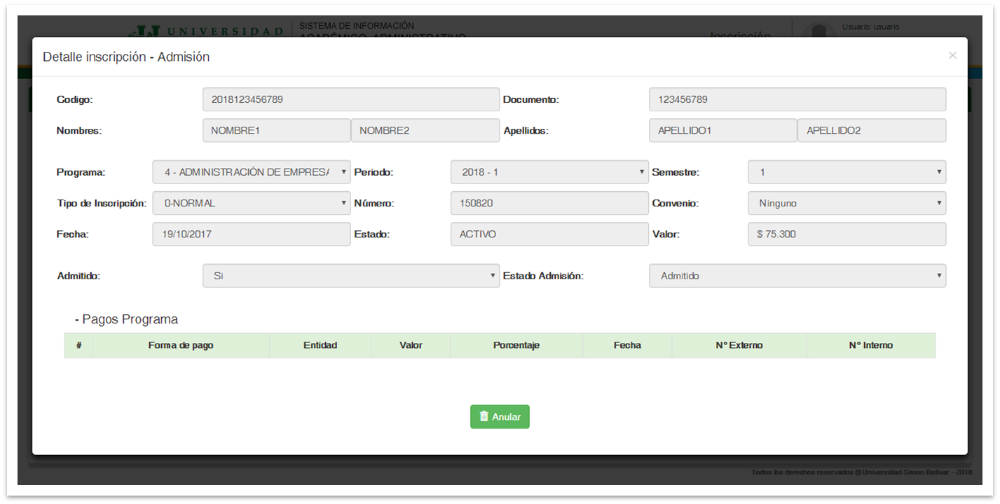 UNIVERSIDAD
SISTEMA DE INFORMACIÓN
ACADÉMICO ADMINISTRATIVO
Inscripción
Usuario: usuario
Detalle inscripción - Admisión ×
Codigo: 2018123456789 Documento: 123456789
Nombres: NOMBRE1 NOMBRE2 Apellidos: APELLIDO1 APELLIDO2
Programa: 4 - ADMINISTRACIÓN DE EMPRESA Periodo: 2018 - 1 Semestre: 1
Tipo de Inscripción: 0-NORMAL Número: 150820 Convenio: Ninguno
Fecha: 19/10/2017 Estado: ACTIVO Valor: $ 75.300
Admitido: Si Estado Admisión: Admitido
- Pagos Programa
# Forma de pago Entidad Valor Porcentaje Fecha N° Externo N° Interno
Anular
Todos los derechos reservados @ Universidad Simon Bolivar - 2018